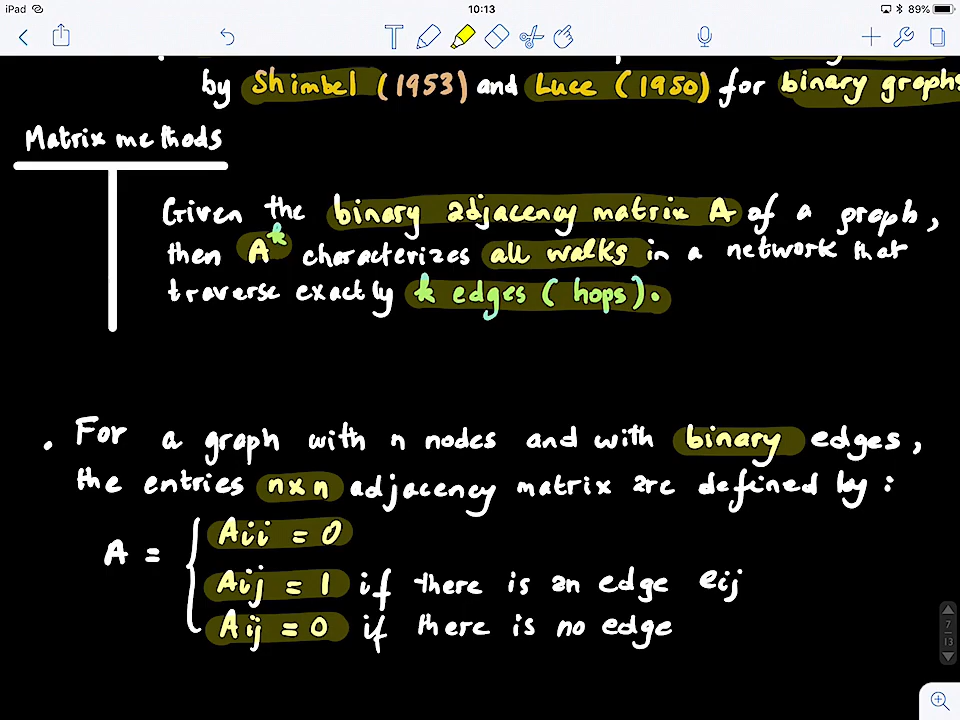 iPad 10:13 89%
by Shimbel (1953) and Luce (1950) for binary graphs
Matrix methods
Given the binary adjacency matrix A of a graph,
then A^k characterizes all walks in a network that
traverse exactly k edges (hops).
. For a graph with n nodes and with binary edges,
the entries n x n adjacency matrix are defined by:
A = { Aii = 0
Aij = 1 if there is an edge eij
Aij = 0 if there is no edge
7
13